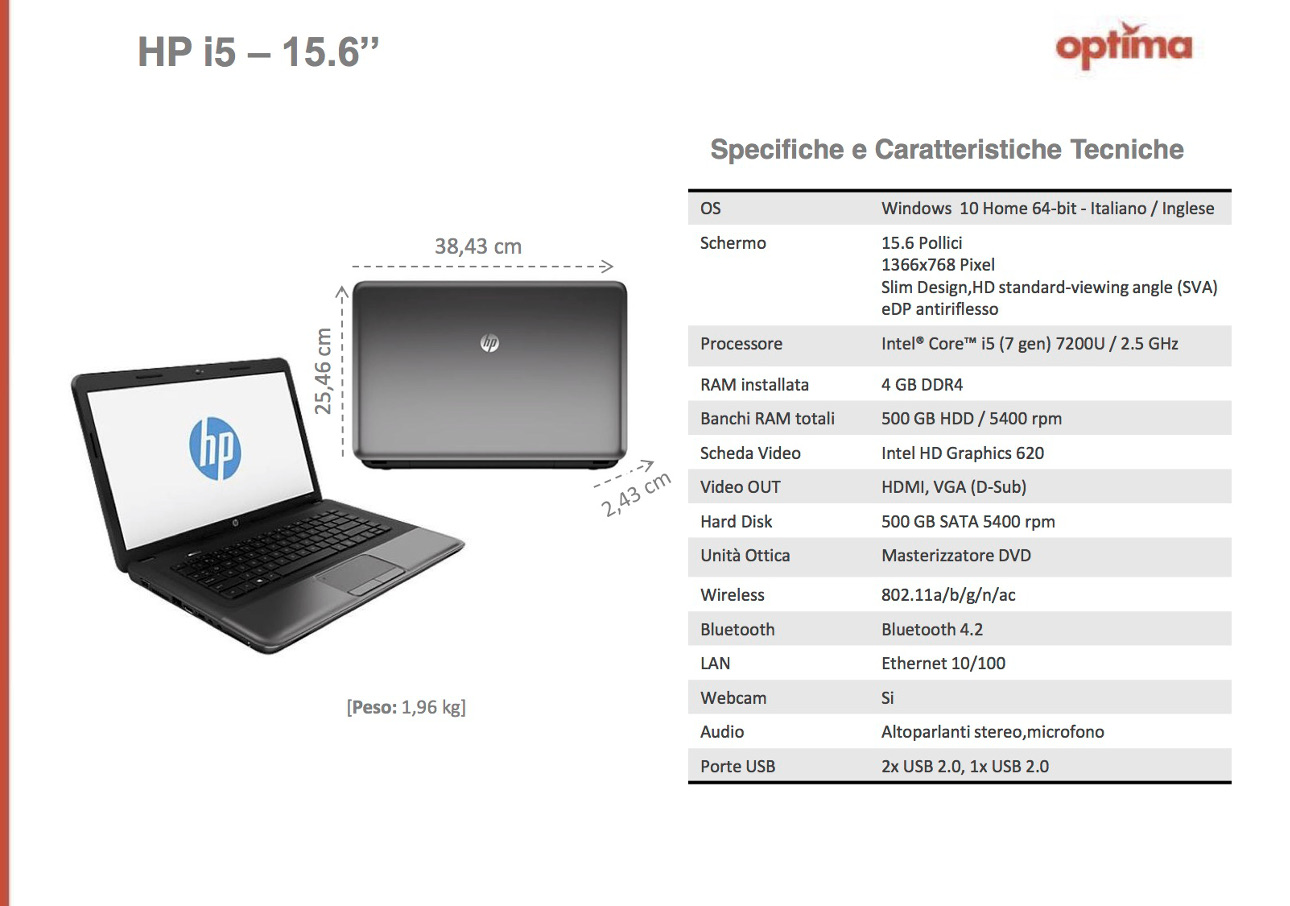 HP i5 – 15.6’’
optima
Specifiche e Caratteristiche Tecniche
OS Windows  10 Home 64-bit - Italiano / Inglese
Schermo 15.6 Pollici
1366x768 Pixel
Slim Design,HD standard-viewing angle (SVA)
eDP antiriflesso
Processore Intel® Core™ i5 (7 gen) 7200U / 2.5 GHz
RAM installata 4 GB DDR4
Banchi RAM totali 500 GB HDD / 5400 rpm
Scheda Video Intel HD Graphics 620
Video OUT HDMI, VGA (D-Sub)
Hard Disk 500 GB SATA 5400 rpm
Unità Ottica Masterizzatore DVD
Wireless 802.11a/b/g/n/ac
Bluetooth Bluetooth 4.2
LAN Ethernet 10/100
Webcam Si
Audio Altoparlanti stereo,microfono
Porte USB 2x USB 2.0, 1x USB 2.0
38,43 cm
25,46 cm
hp
2,43 cm
hp
[Peso: 1,96 kg]